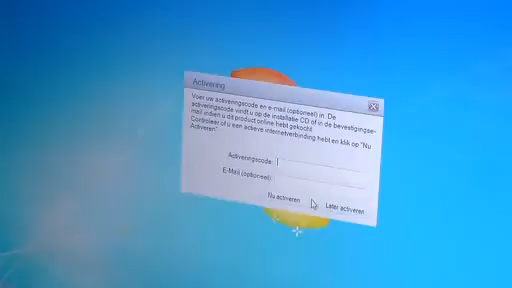 Activering
Voer uw activeringscode en e-mail (optioneel) in. De
activeringscode vindt u op de installatie CD of in de bevestigings e-
mail indien u dit product online hebt gekocht.
Controleer of u een actieve internetverbinding hebt en klik op "Nu
Activeren"
Activeringscode:
E-Mail (optioneel):
Nu activeren
Later activeren